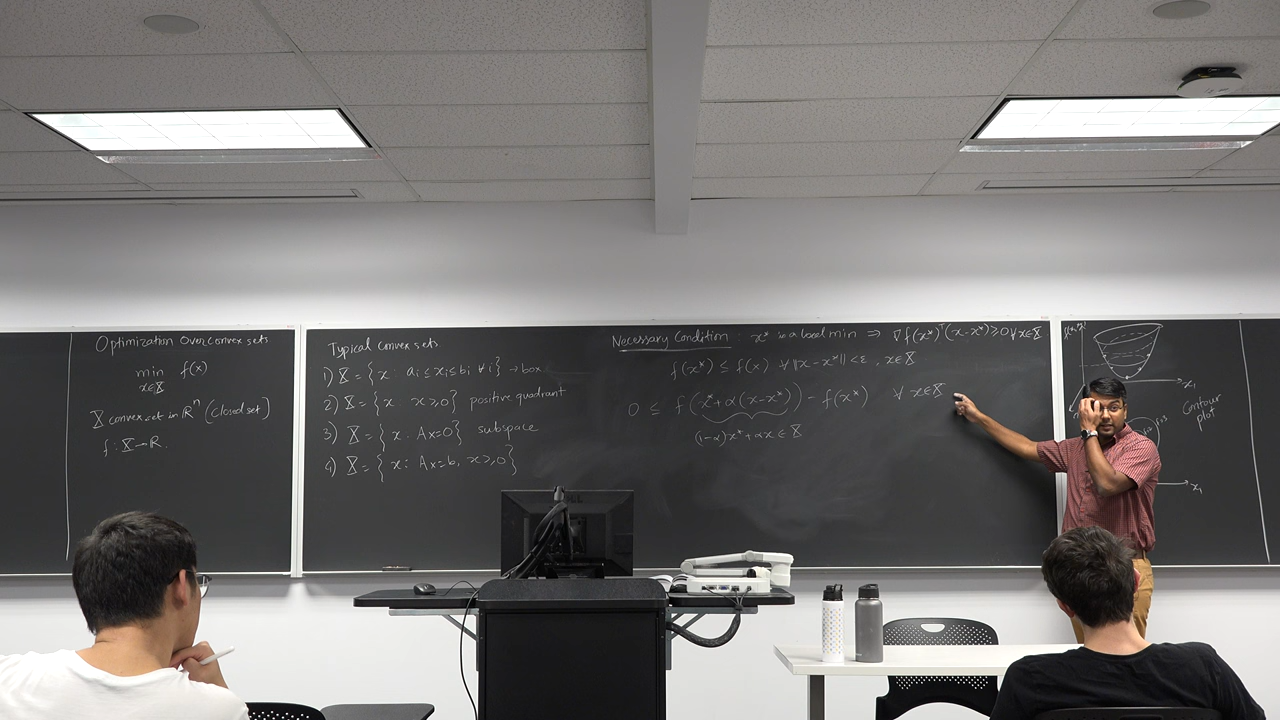 Optimization Over convex sets
min f(x)
x∈X
X convex set in ℝⁿ (closed set)
f: X→ℝ.
Typical convex sets
1) X = {x : aᵢ ≤ xᵢ ≤ bᵢ ∀i} → box
2) X = {x : x ≥ 0} positive quadrant
3) X = {x : Ax=0} subspace
4) X = {x : Ax=b, x ≥ 0}
Necessary Condition : x* is a local min ⇒ ∇f(x*)ᵀ(x-x*) ≥ 0 ∀x∈X
f(x*) ≤ f(x) ∀ ||x-x*|| < ε, x∈X
0 ≤ f(x*+α(x-x*)) - f(x*) ∀ x∈X
(1-α)x*+αx ∈ X
x₁
Contour
plot
x₁
DELL